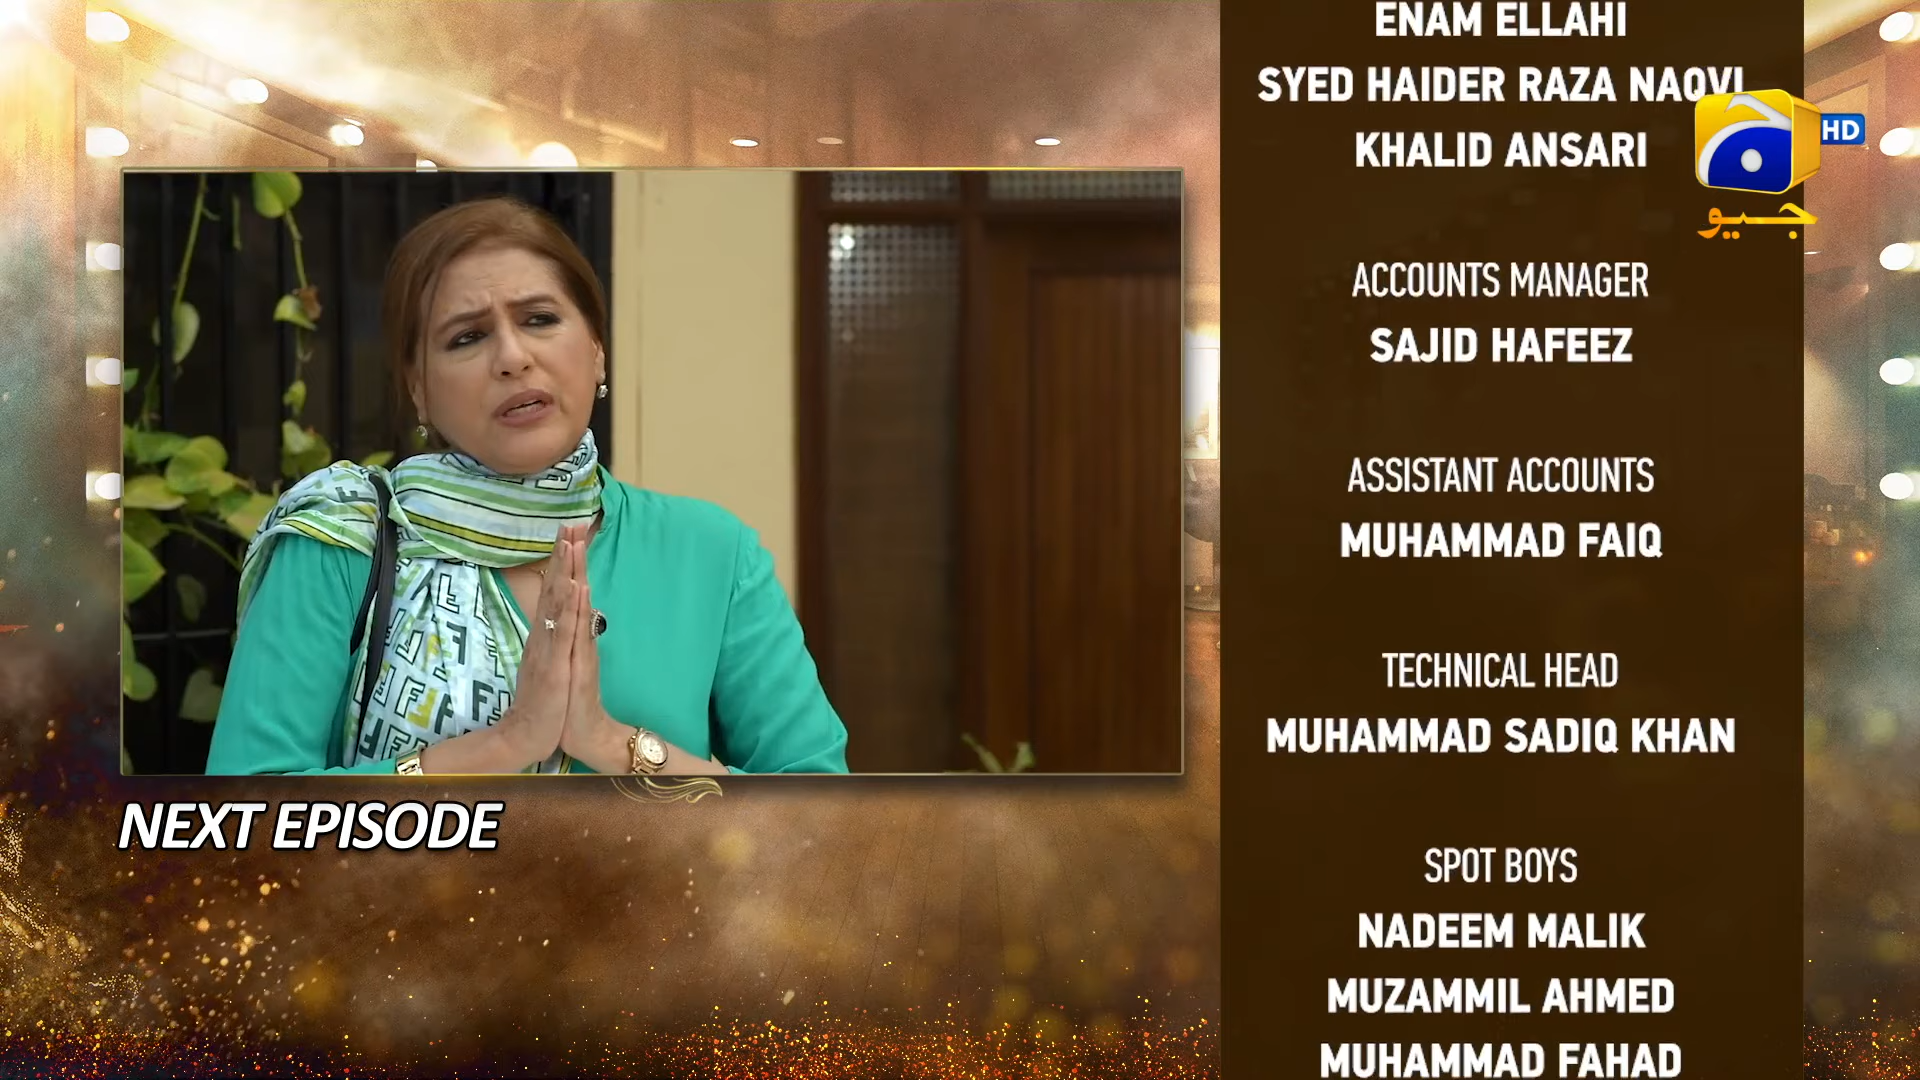 ENAM ELLAHI
SYED HAIDER RAZA NAQVI
KHALID ANSARI
HD
جیو
ACCOUNTS MANAGER
SAJID HAFEEZ
ASSISTANT ACCOUNTS
MUHAMMAD FAIQ
TECHNICAL HEAD
MUHAMMAD SADIQ KHAN
SPOT BOYS
NADEEM MALIK
MUZAMMIL AHMED
MUHAMMAD FAHAD
NEXT EPISODE